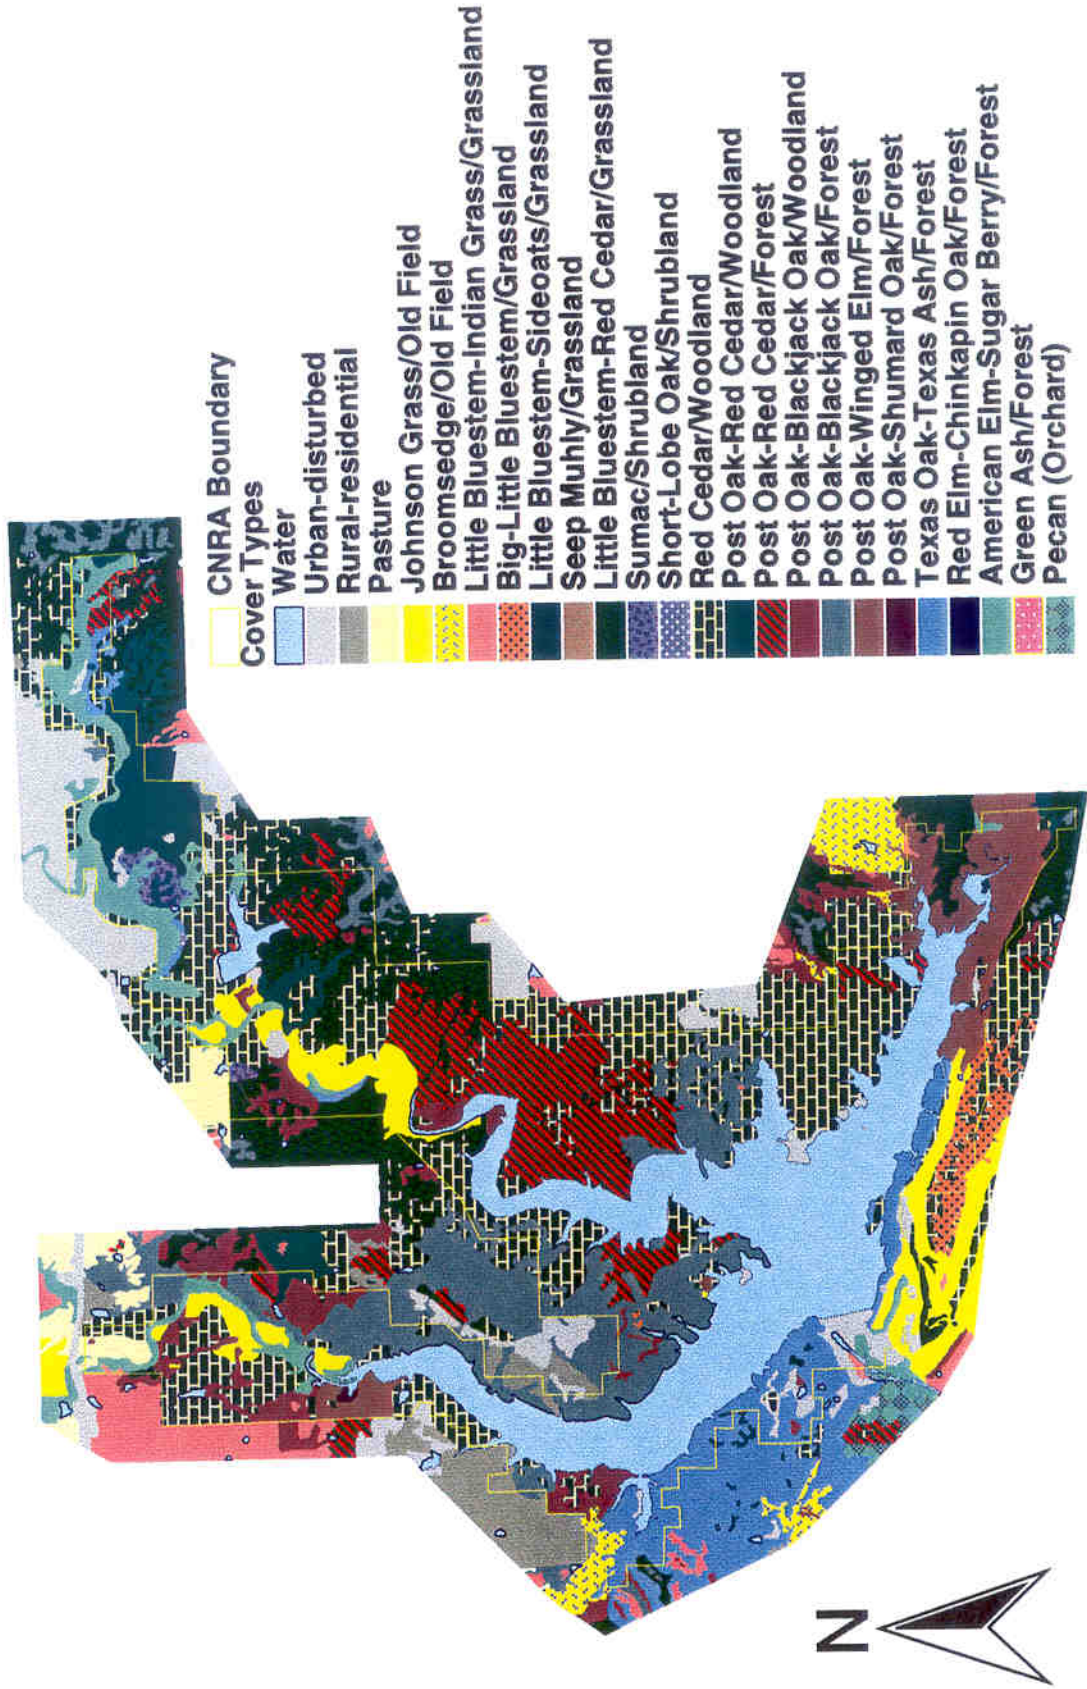 CNRA Boundary
Cover Types
Water
Urban-disturbed
Rural-residential
Pasture
Johnson Grass/Old Field
Broomsedge/Old Field
Little Bluestem-Indian Grass/Grassland
Big-Little Bluestem/Grassland
Little Bluestem-Sideoats/Grassland
Seep Muhly/Grassland
Little Bluestem-Red Cedar/Grassland
Sumac/Shrubland
Short-Lobe Oak/Shrubland
Red Cedar/Woodland
Post Oak-Red Cedar/Woodland
Post Oak-Red Cedar/Forest
Post Oak-Blackjack Oak/Woodland
Post Oak-Blackjack Oak/Forest
Post Oak-Winged Elm/Forest
Post Oak-Shumard Oak/Forest
Texas Oak-Texas Ash/Forest
Red Elm-Chinkapin Oak/Forest
American Elm-Sugar Berry/Forest
Green Ash/Forest
Pecan (Orchard)
N